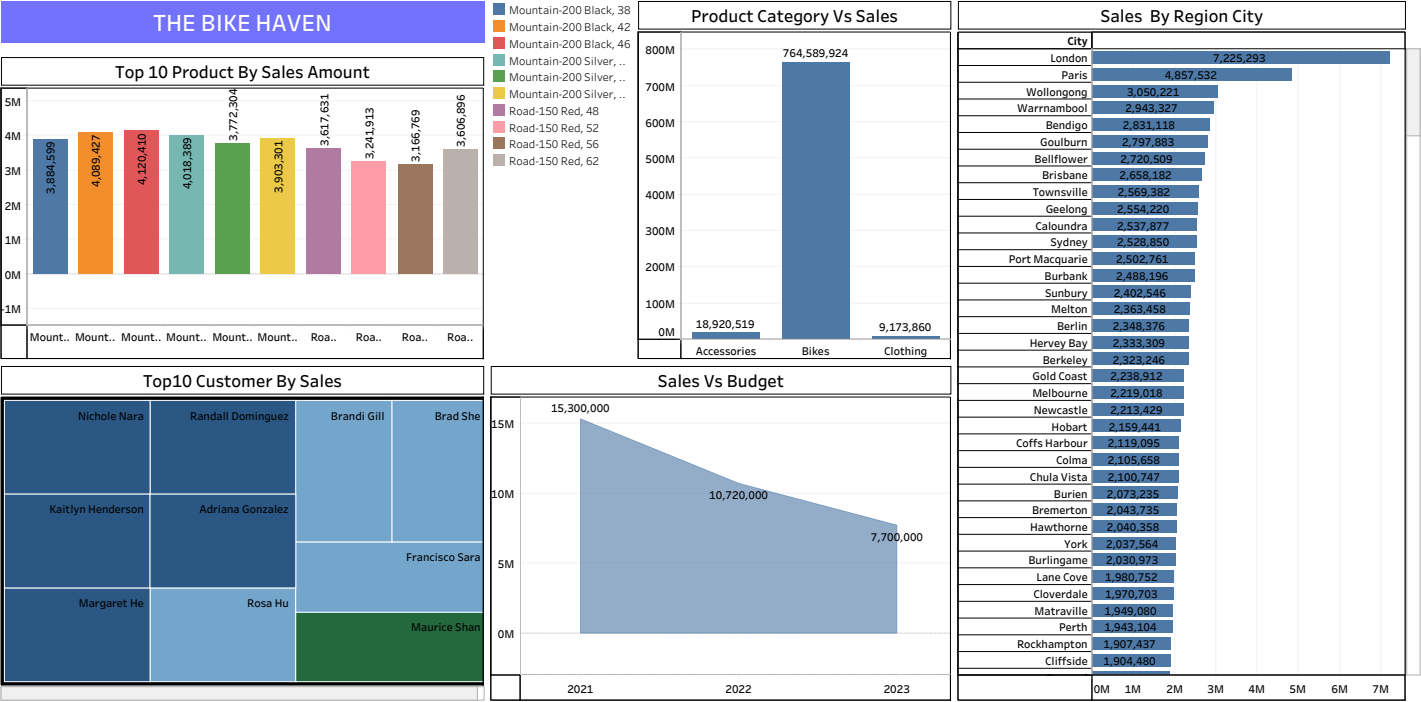 THE BIKE HAVEN
Top 10 Product By Sales Amount
5M
4M
3M
2M
1M
0M
-1M
3,884,599
4,089,427
4,120,410
4,018,389
3,772,304
3,903,301
3,617,631
3,241,913
3,166,769
3,606,896
Mount.. Mount.. Mount.. Mount.. Mount.. Mount.. Roa.. Roa.. Roa.. Roa..
Mountain-200 Black, 38
Mountain-200 Black, 42
Mountain-200 Black, 46
Mountain-200 Silver, ..
Mountain-200 Silver, ..
Mountain-200 Silver, ..
Road-150 Red, 48
Road-150 Red, 52
Road-150 Red, 56
Road-150 Red, 62
Product Category Vs Sales
800M
700M
600M
500M
400M
300M
200M
100M
0M
18,920,519
764,589,924
9,173,860
Accessories Bikes Clothing
Top10 Customer By Sales
Nichole Nara
Randall Dominguez
Brandi Gill
Brad She
Kaitlyn Henderson
Adriana Gonzalez
Francisco Sara
Margaret He
Rosa Hu
Maurice Shan
Sales Vs Budget
15M
10M
5M
0M
15,300,000
10,720,000
7,700,000
2021 2022 2023
Sales By Region City
City
London 7,225,293
Paris 4,857,532
Wollongong 3,050,221
Warrnambool 2,943,327
Bendigo 2,831,118
Goulburn 2,797,883
Bellflower 2,720,509
Brisbane 2,658,182
Townsville 2,569,382
Geelong 2,554,220
Caloundra 2,537,877
Sydney 2,528,850
Port Macquarie 2,502,761
Burbank 2,488,196
Sunbury 2,402,546
Melton 2,363,458
Berlin 2,348,376
Hervey Bay 2,333,309
Berkeley 2,323,246
Gold Coast 2,238,912
Melbourne 2,219,018
Newcastle 2,213,429
Hobart 2,159,441
Coffs Harbour 2,119,095
Colma 2,105,658
Chula Vista 2,100,747
Burien 2,073,235
Bremerton 2,043,735
Hawthorne 2,040,358
York 2,037,564
Burlingame 2,030,973
Lane Cove 1,980,752
Cloverdale 1,970,703
Matraville 1,949,080
Perth 1,943,104
Rockhampton 1,907,437
Cliffside 1,904,480
0M 1M 2M 3M 4M 5M 6M 7M